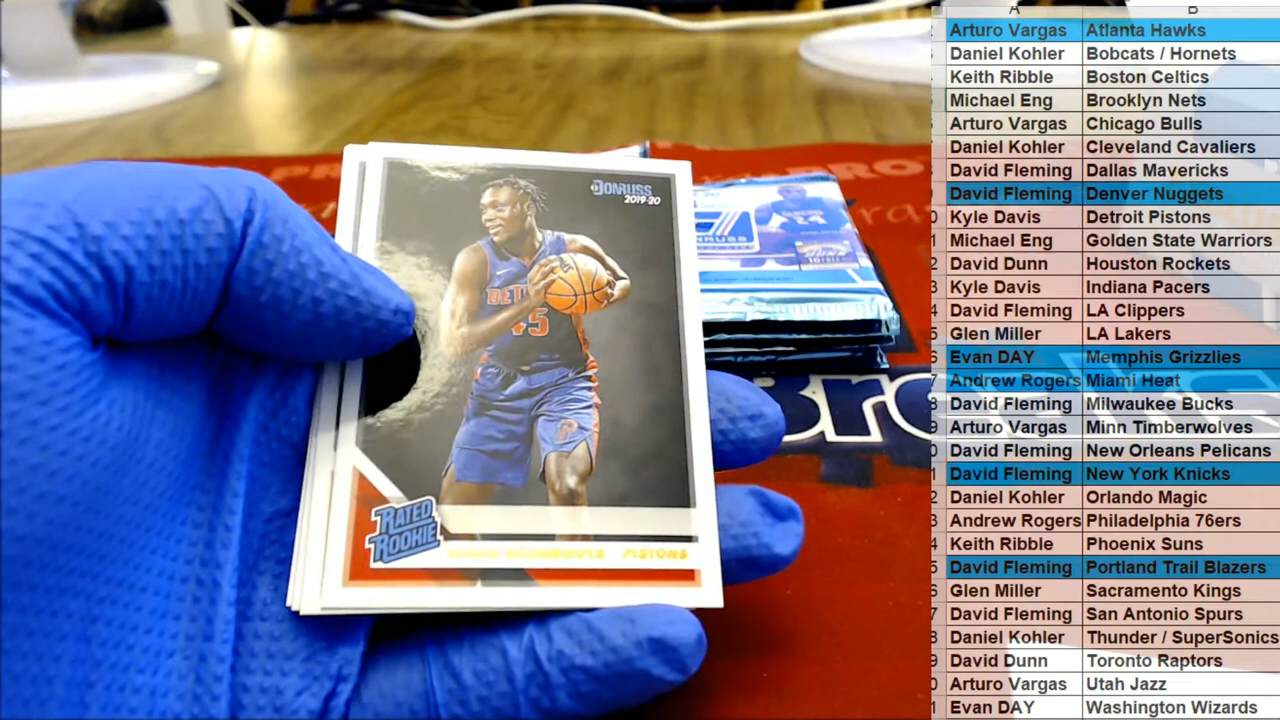 A B
Arturo Vargas Atlanta Hawks
Daniel Kohler Bobcats / Hornets
Keith Ribble Boston Celtics
Michael Eng Brooklyn Nets
Arturo Vargas Chicago Bulls
Daniel Kohler Cleveland Cavaliers
David Fleming Dallas Mavericks
David Fleming Denver Nuggets
Kyle Davis Detroit Pistons
Michael Eng Golden State Warriors
David Dunn Houston Rockets
Kyle Davis Indiana Pacers
David Fleming LA Clippers
Glen Miller LA Lakers
Evan DAY Memphis Grizzlies
Andrew Rogers Miami Heat
David Fleming Milwaukee Bucks
Arturo Vargas Minn Timberwolves
David Fleming New Orleans Pelicans
David Fleming New York Knicks
Daniel Kohler Orlando Magic
Andrew Rogers Philadelphia 76ers
Keith Ribble Phoenix Suns
David Fleming Portland Trail Blazers
Glen Miller Sacramento Kings
David Fleming San Antonio Spurs
Daniel Kohler Thunder / SuperSonics
David Dunn Toronto Raptors
Arturo Vargas Utah Jazz
Evan DAY Washington Wizards
DONRUSS
2019-20
DET
45
RATED
ROOKIE
PISTONS
Breaks